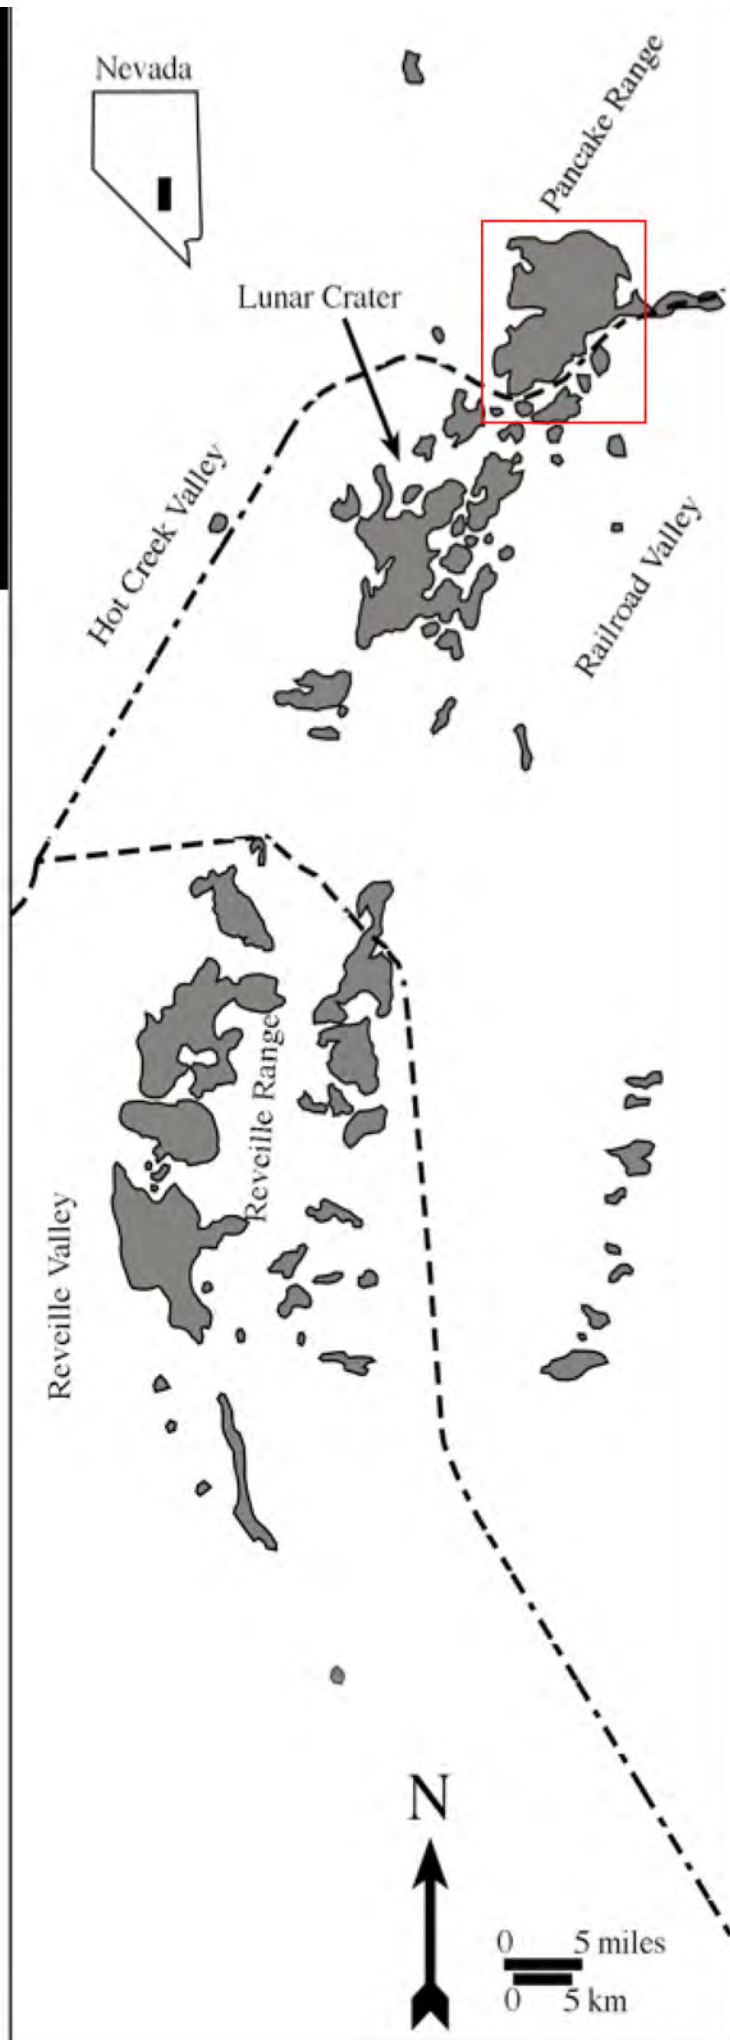 Nevada
Pancake Range
Lunar Crater
Hot Creek Valley
Railroad Valley
Reveille Range
Reveille Valley
N
0 5 miles
0 5 km